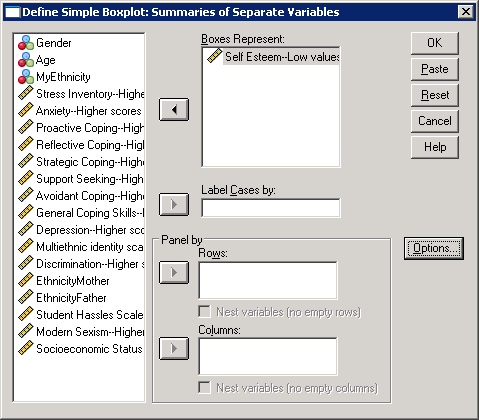 Define Simple Boxplot: Summaries of Separate Variables
Gender
Age
MyEthnicity
Stress Inventory--Highe
Anxiety--Higher scores
Proactive Coping--High
Reflective Coping--High
Strategic Coping--High
Support Seeking--High
Avoidant Coping--High
General Coping Skills--
Depression--Higher sc
Multiethnic identity sca
Discrimination--Higher s
EthnicityMother
EthnicityFather
Student Hassles Scale
Modern Sexism--Higher
Socioeconomic Status
Boxes Represent:
Self Esteem--Low values
Label Cases by:
Panel by
Rows:
Nest variables (no empty rows)
Columns:
Nest variables (no empty columns)
OK
Paste
Reset
Cancel
Help
Options...